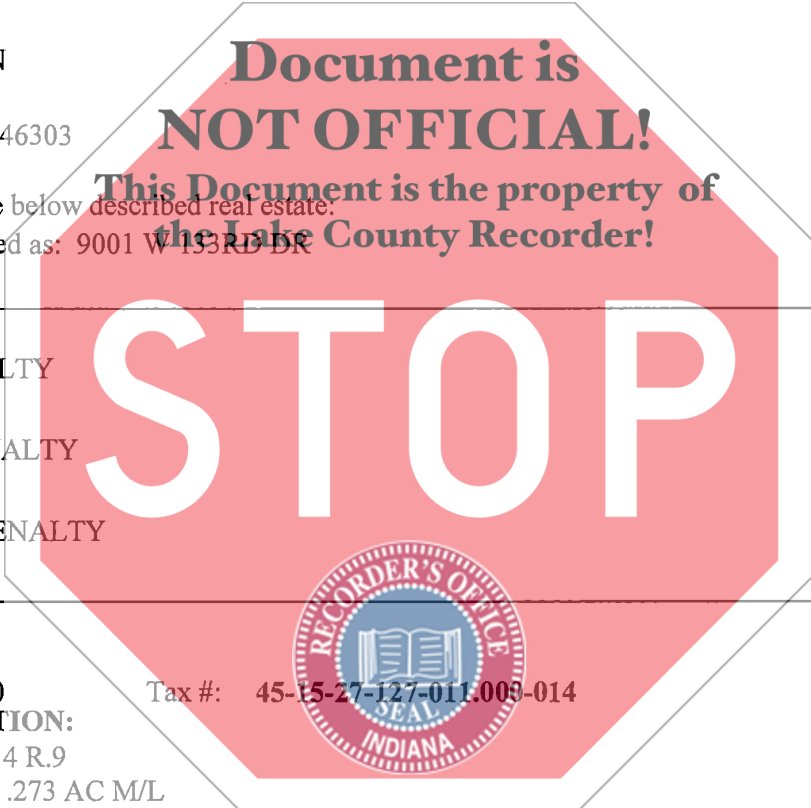 N
Document is
NOT OFFICIAL!
46303
This Document is the property of
below described real estate:
the Lake County Recorder!
ed as: 9001 W 133RD DR
LTY
STOP
ALTY
ENALTY
RECORDER'S OFFICE
Tax #: 45-15-27-127-011.000-014
SEAL
TION:
INDIANA
4 R.9
.273 AC M/L